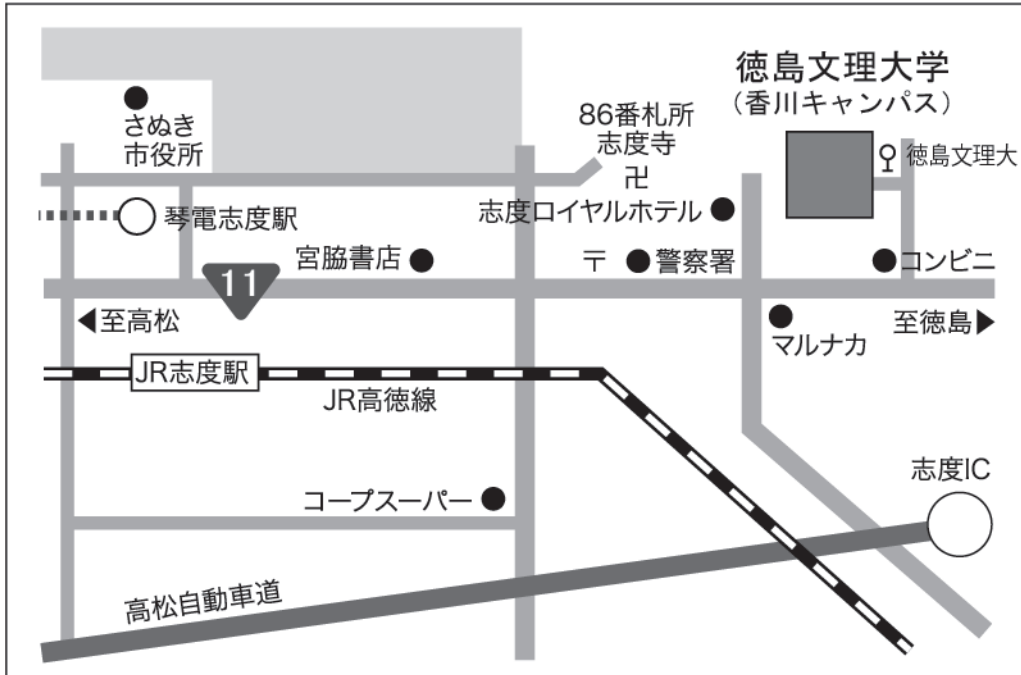 徳島文理大学
（香川キャンパス）
86番札所
志度寺
卍
さぬき
市役所
徳島文理大
琴電志度駅
志度ロイヤルホテル
宮脇書店
〒
警察署
コンビニ
11
至高松
至徳島
マルナカ
JR志度駅
JR高徳線
志度IC
コープスーパー
高松自動車道